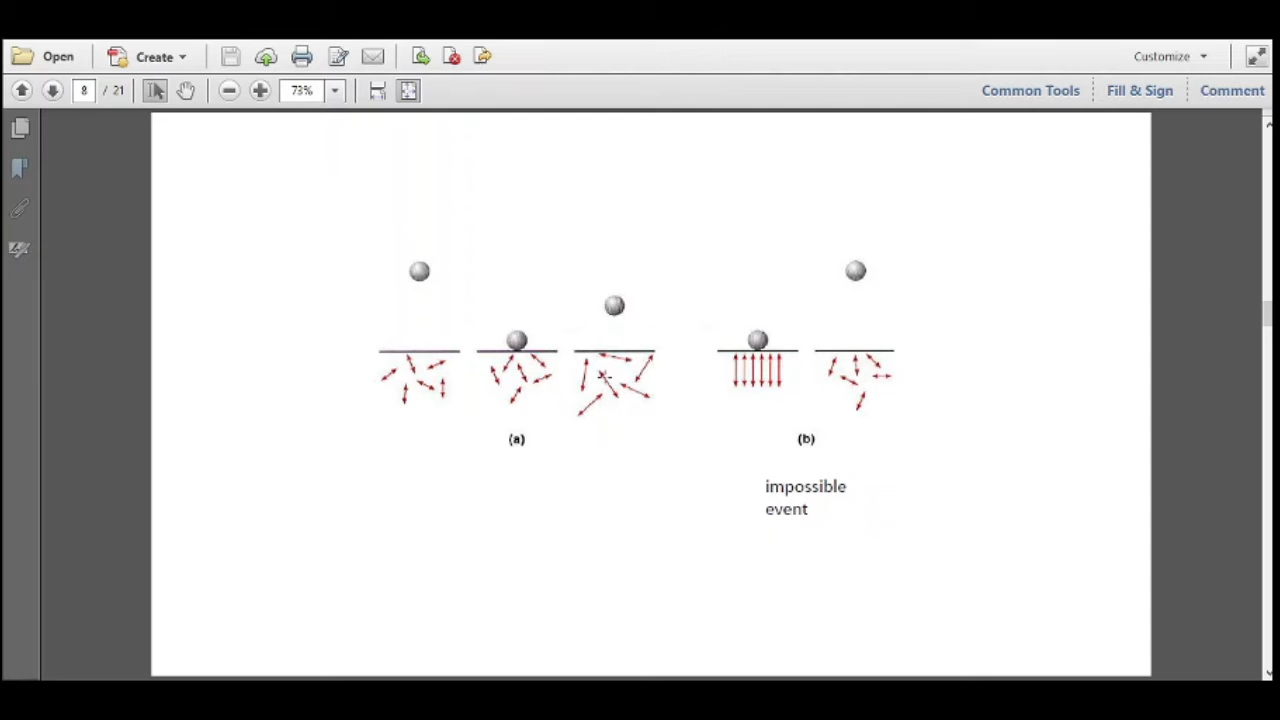 Open
Create
Customize
8
/ 21
73%
Common Tools
Fill & Sign
Comment
(a)
(b)
impossible
event